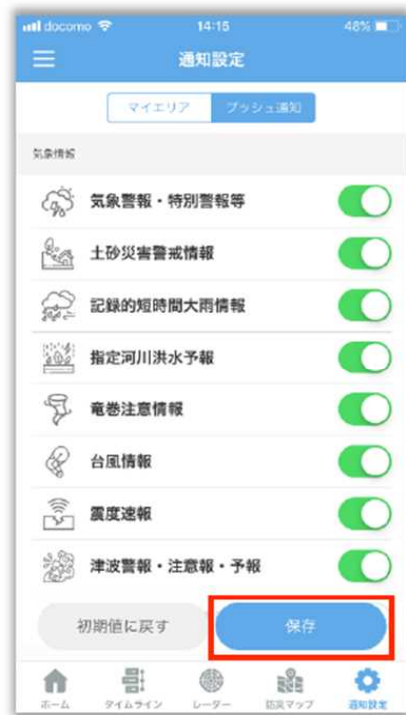 docomo 14:15 48%
通知設定
マイエリア プッシュ通知
気象情報
気象警報・特別警報等
土砂災害警戒情報
記録的短時間大雨情報
指定河川洪水予報
竜巻注意情報
台風情報
震度速報
津波警報・注意報・予報
初期値に戻す 保存
ホーム タイムライン レーダー 防災マップ 通知設定